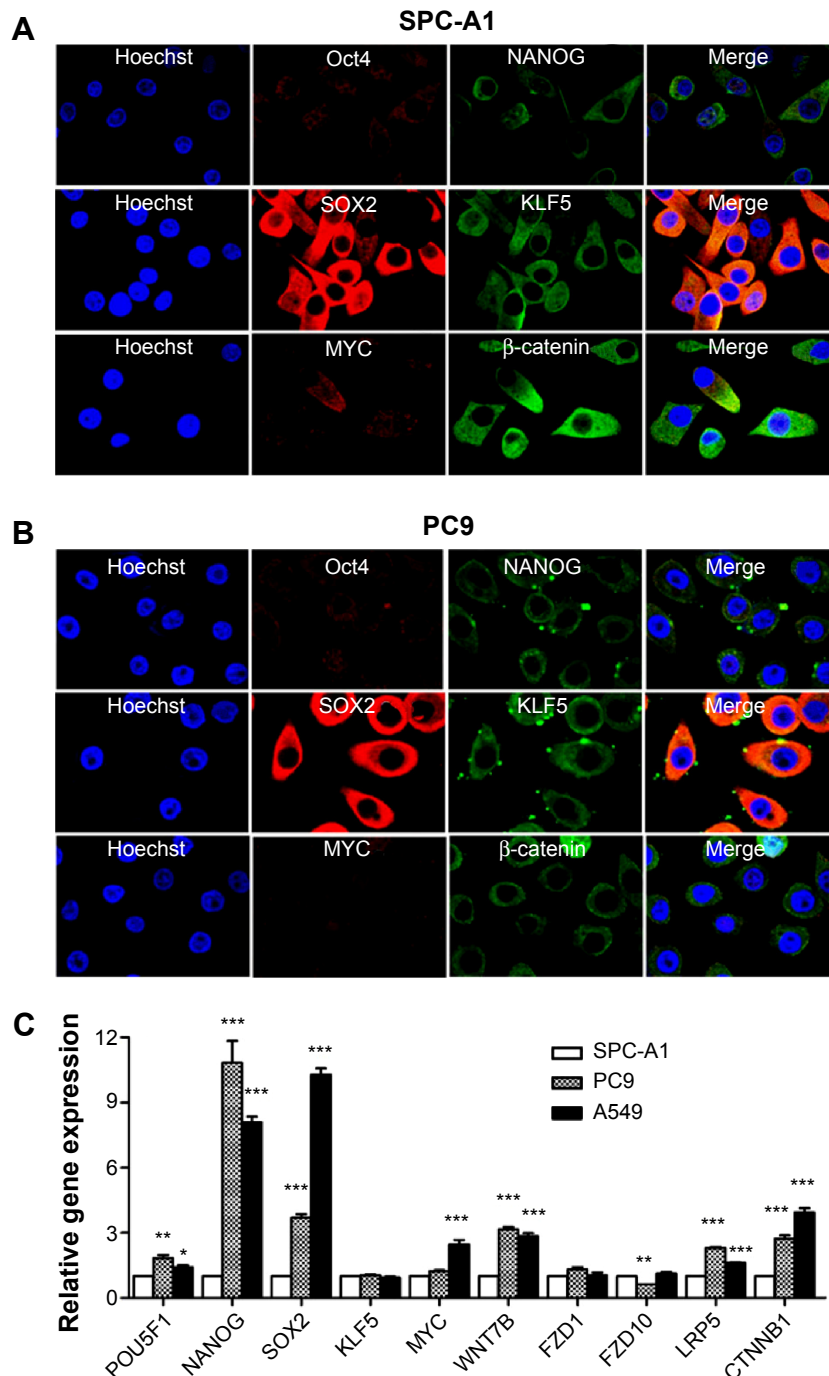 A
SPC-A1
Hoechst Oct4 NANOG Merge
Hoechst SOX2 KLF5 Merge
Hoechst MYC β-catenin Merge
B
PC9
Hoechst Oct4 NANOG Merge
Hoechst SOX2 KLF5 Merge
Hoechst MYC β-catenin Merge
C
Relative gene expression
12
9
6
3
0
SPC-A1
PC9
A549
** * *** *** *** *** *** *** *** ** *** *** *** ***
POU5F1 NANOG SOX2 KLF5 MYC WNT7B FZD1 FZD10 LRP5 CTNNB1